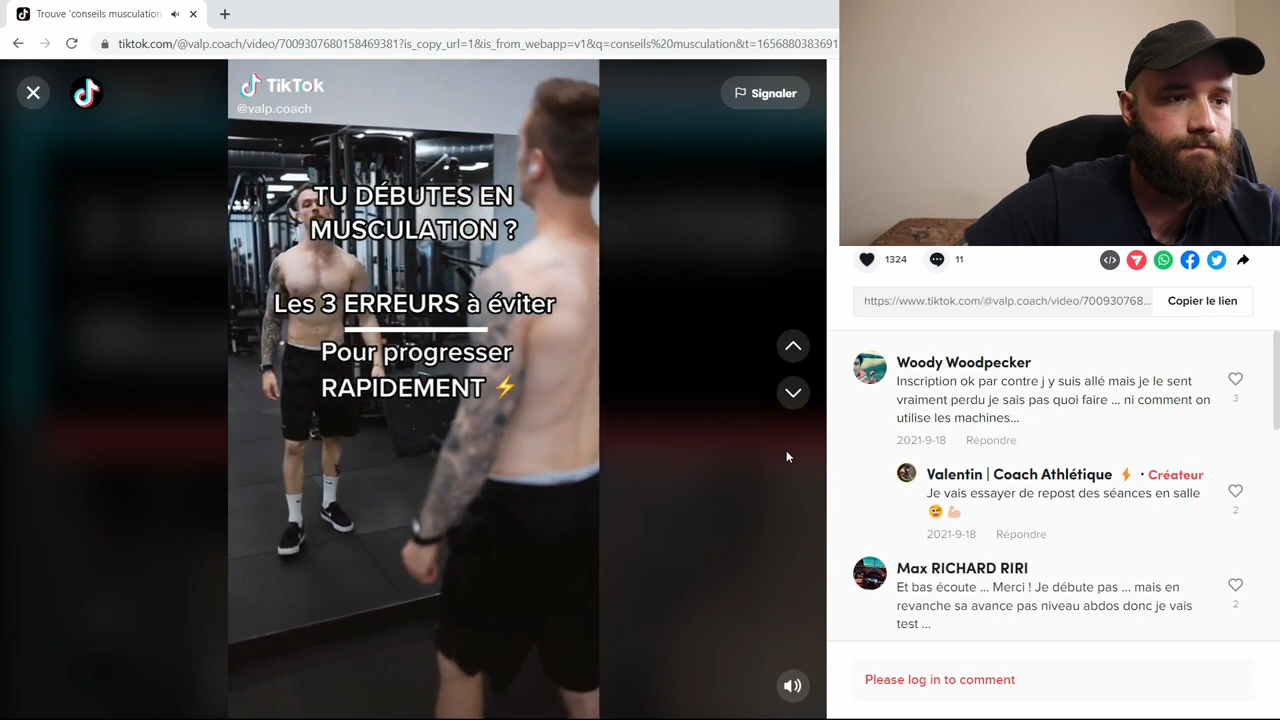 Trouve 'conseils musculation
tiktok.com/@valp.coach/video/7009307680158469381?is_copy_url=1&is_from_webapp=v1&q=conseils%20musculation&t=1656880383691
TikTok
@valp.coach
Signaler
TU DÉBUTES EN
MUSCULATION ?
Les 3 ERREURS à éviter
Pour progresser
RAPIDEMENT ⚡
1324
11
https://www.tiktok.com/@valp.coach/video/700930768...
Copier le lien
Woody Woodpecker
Inscription ok par contre j y suis allé mais je le sent
vraiment perdu je sais pas quoi faire ... ni comment on
utilise les machines...
3
2021-9-18 Répondre
Valentin | Coach Athlétique ⚡ · Créateur
Je vais essayer de repost des séances en salle
😜 💪🏻
2
2021-9-18 Répondre
Max RICHARD RIRI
Et bas écoute ... Merci ! Je débute pas ... mais en
revanche sa avance pas niveau abdos donc je vais
test ...
2
Please log in to comment